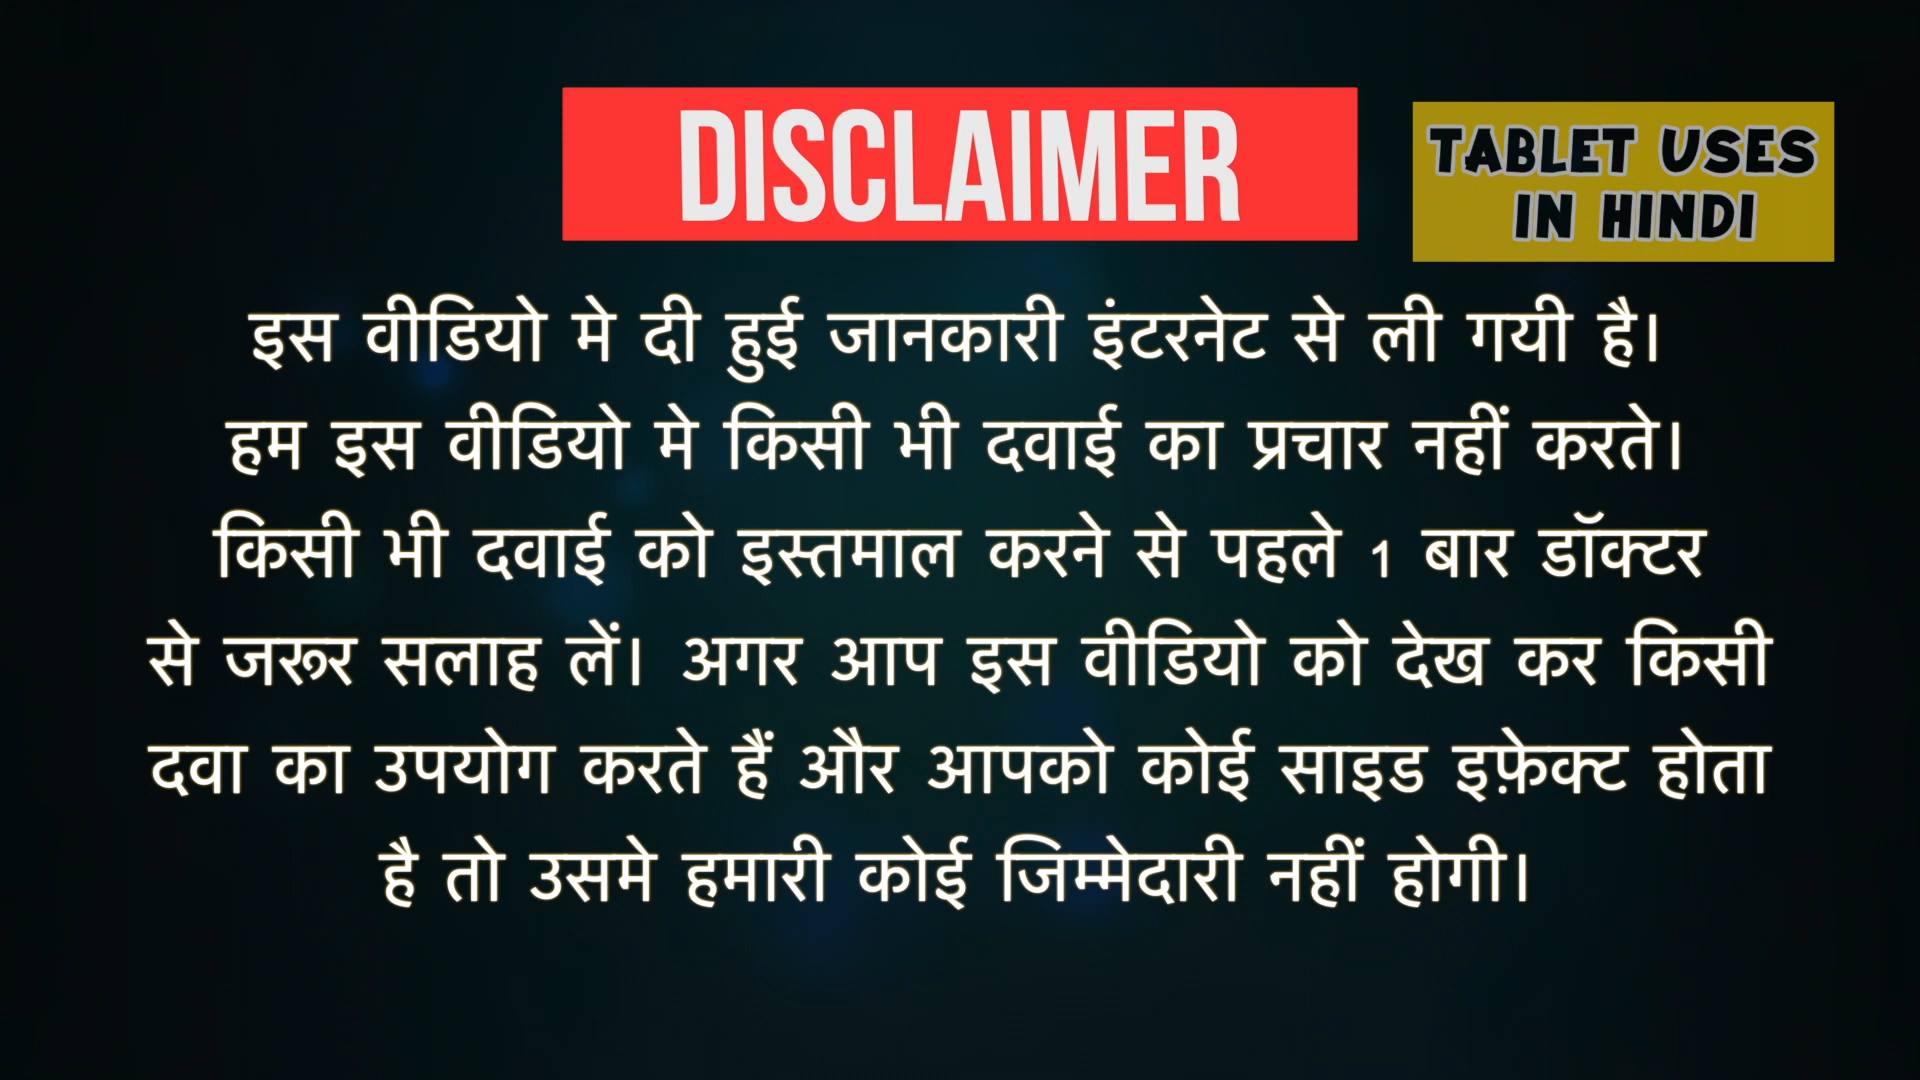 DISCLAIMER
TABLET USES
IN HINDI
इस वीडियो मे दी हुई जानकारी इंटरनेट से ली गयी है।
हम इस वीडियो मे किसी भी दवाई का प्रचार नहीं करते।
किसी भी दवाई को इस्तमाल करने से पहले 1 बार डॉक्टर
से जरूर सलाह लें। अगर आप इस वीडियो को देख कर किसी
दवा का उपयोग करते हैं और आपको कोई साइड इफ़ेक्ट होता
है तो उसमे हमारी कोई जिम्मेदारी नहीं होगी।